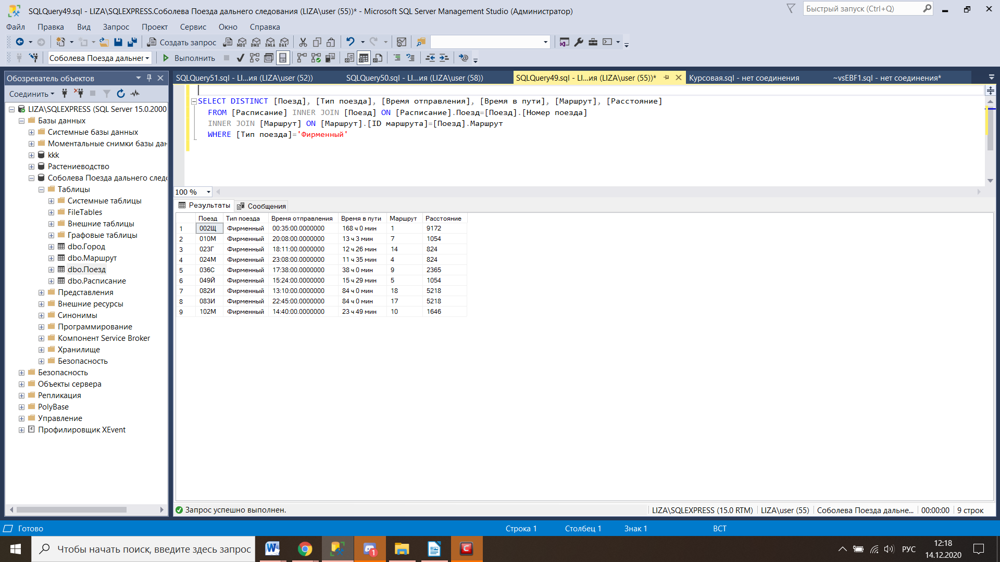 SQLQuery49.sql - LIZA\SQLEXPRESS.Соболева Поезда дальнего следования (LIZA\user (55))* - Microsoft SQL Server Management Studio (Администратор)
Быстрый запуск (Ctrl+Q)
Файл Правка Вид Запрос Проект Сервис Окно Справка
Создать запрос MDX DMX XMLA DAX
Соболева Поезда дальнег Выполнить
Обозреватель объектов
Соединить
LIZA\SQLEXPRESS (SQL Server 15.0.2000
Базы данных
Системные базы данных
Моментальные снимки базы дан
kkk
Растениеводство
Соболева Поезда дальнего следо
Таблицы
Системные таблицы
FileTables
Внешние таблицы
Графовые таблицы
dbo.Город
dbo.Маршрут
dbo.Поезд
dbo.Расписание
Представления
Внешние ресурсы
Синонимы
Программирование
Компонент Service Broker
Хранилище
Безопасность
Безопасность
Объекты сервера
Репликация
PolyBase
Управление
Профилировщик XEvent
SQLQuery51.sql - LI...ия (LIZA\user (52)) SQLQuery50.sql - LI...ия (LIZA\user (58)) SQLQuery49.sql - LI...ия (LIZA\user (55))* Курсовая.sql - нет соединения ~vsEBF1.sql - нет соединения*
SELECT DISTINCT [Поезд], [Тип поезда], [Время отправления], [Время в пути], [Маршрут], [Расстояние]
FROM [Расписание] INNER JOIN [Поезд] ON [Расписание].Поезд=[Поезд].[Номер поезда]
INNER JOIN [Маршрут] ON [Маршрут].[ID маршрута]=[Поезд].Маршрут
WHERE [Тип поезда]='Фирменный'
100 %
Результаты Сообщения
Поезд Тип поезда Время отправления Время в пути Маршрут Расстояние
1 002Щ Фирменный 00:35:00.0000000 168 ч 0 мин 1 9172
2 010М Фирменный 20:08:00.0000000 13 ч 3 мин 7 1054
3 023Г Фирменный 18:11:00.0000000 12 ч 26 мин 14 824
4 024М Фирменный 23:08:00.0000000 11 ч 35 мин 4 824
5 036С Фирменный 17:38:00.0000000 38 ч 0 мин 9 2365
6 049Й Фирменный 15:24:00.0000000 15 ч 29 мин 5 1054
7 082И Фирменный 13:10:00.0000000 84 ч 0 мин 18 5218
8 083И Фирменный 22:45:00.0000000 84 ч 0 мин 17 5218
9 102М Фирменный 14:40:00.0000000 23 ч 49 мин 10 1646
Запрос успешно выполнен. LIZA\SQLEXPRESS (15.0 RTM) LIZA\user (55) Соболева Поезда дальне... 00:00:00 9 строк
Готово Строка 1 Столбец 1 Знак 1 ВСТ
Чтобы начать поиск, введите здесь запрос
1
РУС
12:18
14.12.2020